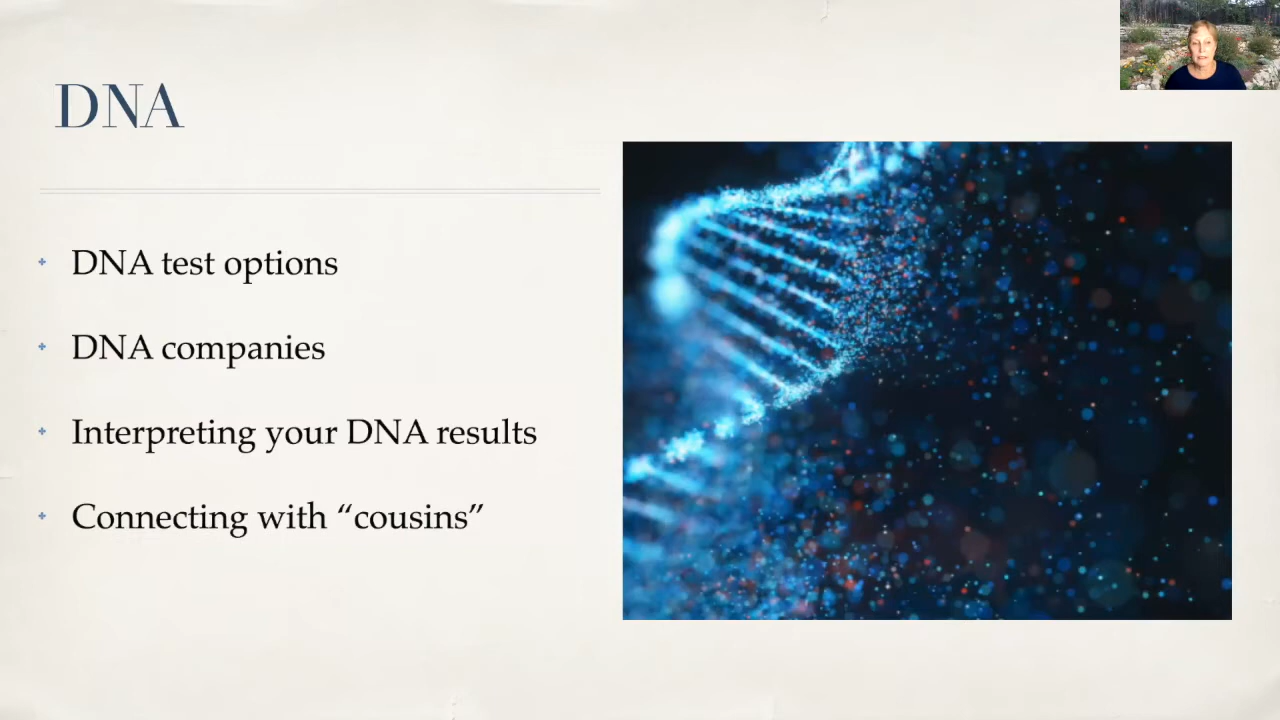 DNA
DNA test options
DNA companies
Interpreting your DNA results
Connecting with “cousins”